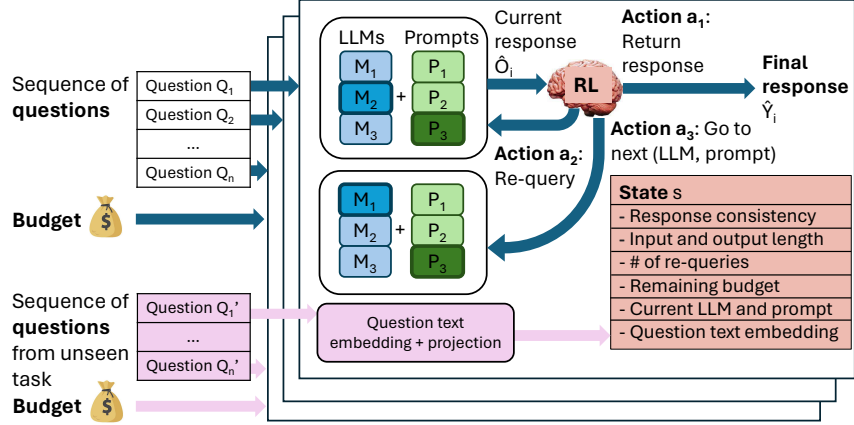 Sequence of
questions
Question Q₁
Question Q₂
...
Question Qₙ
Budget
$
LLMs
Prompts
M₁
M₂
M₃
+
P₁
P₂
P₃
Current
response
Ôᵢ
RL
Action a₁:
Return
response
Final
response
Ŷᵢ
Action a₂:
Re-query
Action a₃: Go to
next (LLM, prompt)
M₁
M₂
M₃
+
P₁
P₂
P₃
State s
- Response consistency
- Input and output length
- # of re-queries
- Remaining budget
- Current LLM and prompt
- Question text embedding
Sequence of
questions
from unseen
task
Question Q₁’
...
Question Qₙ’
Budget
$
Question text
embedding + projection